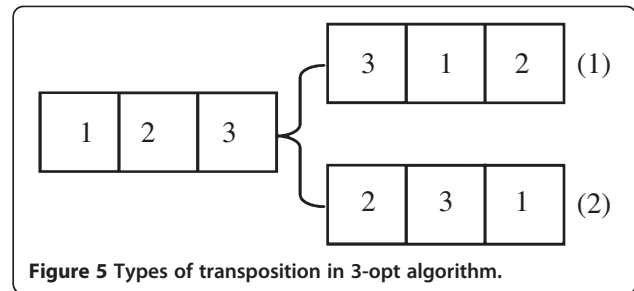 3 1 2 (1)
1 2 3
2 3 1 (2)
Figure 5 Types of transposition in 3-opt algorithm.